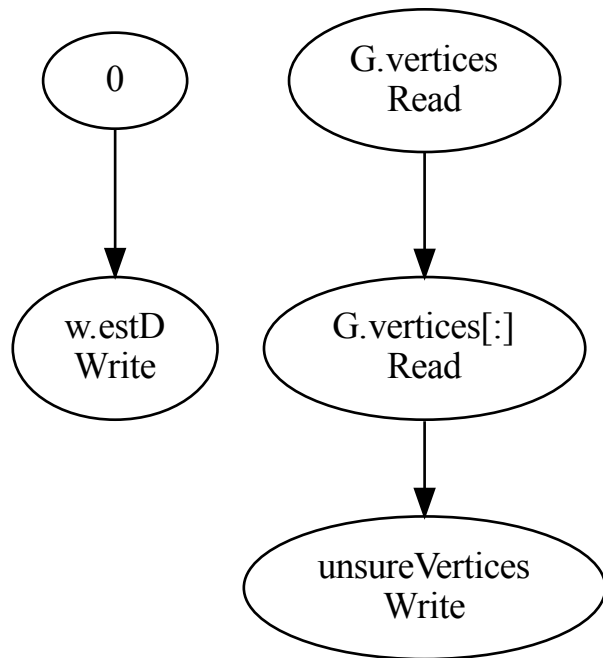 0
G.vertices
Read
w.estD
Write
G.vertices[:]
Read
unsureVertices
Write